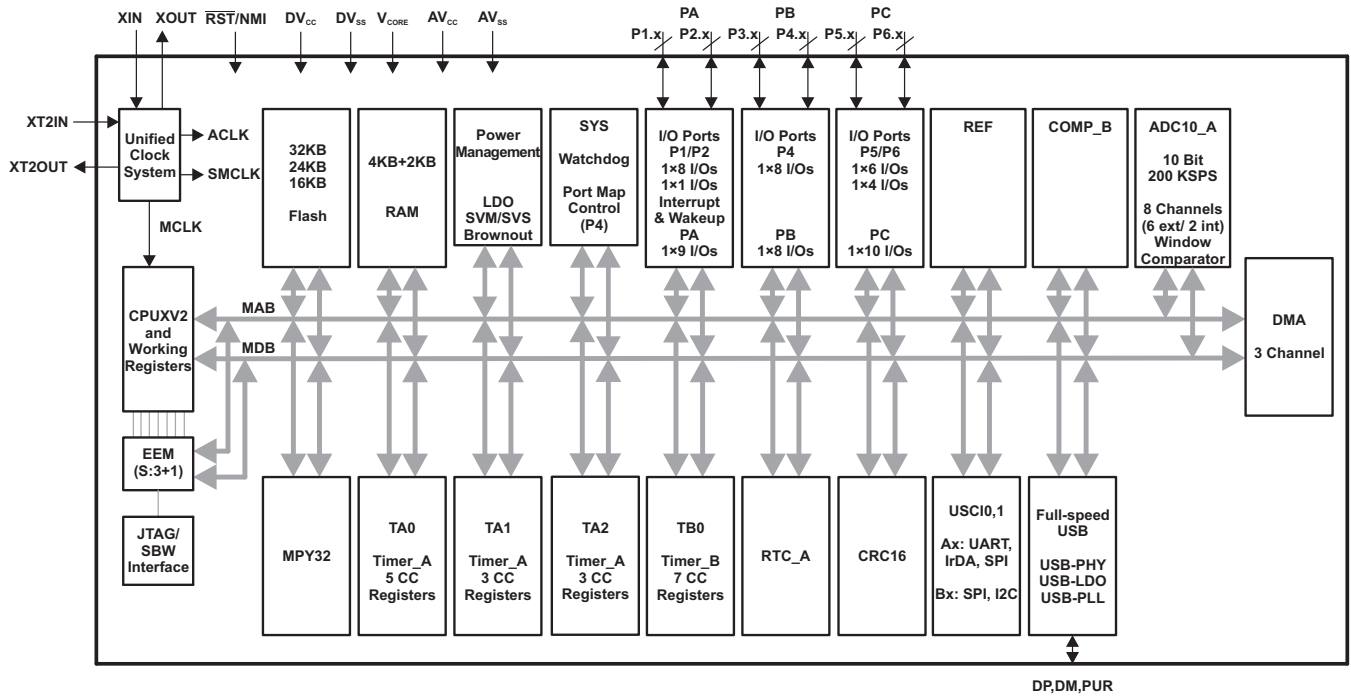 XIN XOUT RST/NMI DVCC DVSS VCORE AVCC AVSS
PA PB PC
P1.x P2.x P3.x P4.x P5.x P6.x
XT2IN
XT2OUT
Unified
Clock
System
ACLK
SMCLK
MCLK
32KB
24KB
16KB
Flash
4KB+2KB
RAM
Power
Management
LDO
SVM/SVS
Brownout
SYS
Watchdog
Port Map
Control
(P4)
I/O Ports
P1/P2
1×8 I/Os
1×1 I/Os
Interrupt
& Wakeup
PA
1×9 I/Os
I/O Ports
P4
1×8 I/Os
PB
1×8 I/Os
I/O Ports
P5/P6
1×6 I/Os
1×4 I/Os
PC
1×10 I/Os
REF
COMP_B
ADC10_A
10 Bit
200 KSPS
8 Channels
(6 ext/ 2 int)
Window
Comparator
CPUXV2
and
Working
Registers
MAB
MDB
DMA
3 Channel
EEM
(S:3+1)
JTAG/
SBW
Interface
MPY32
TA0
Timer_A
5 CC
Registers
TA1
Timer_A
3 CC
Registers
TA2
Timer_A
3 CC
Registers
TB0
Timer_B
7 CC
Registers
RTC_A
CRC16
USCI0,1
Ax: UART,
IrDA, SPI
Bx: SPI, I2C
Full-speed
USB
USB-PHY
USB-LDO
USB-PLL
DP,DM,PUR